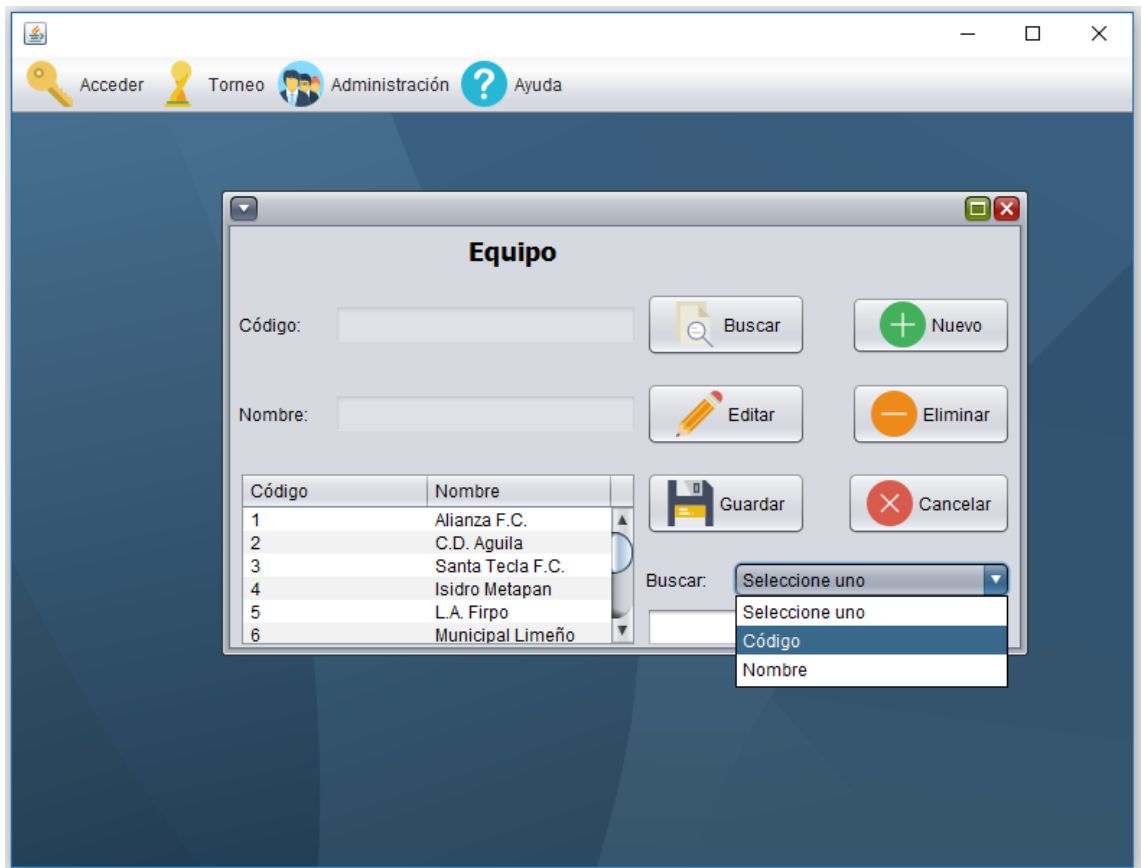 Acceder Torneo Administración Ayuda
Equipo
Código: Buscar Nuevo
Nombre: Editar Eliminar
Código Nombre Guardar Cancelar
1 Alianza F.C.
2 C.D. Aguila
3 Santa Tecla F.C.
4 Isidro Metapan
5 L.A. Firpo
6 Municipal Limeño
Buscar: Seleccione uno
Seleccione uno
Código
Nombre